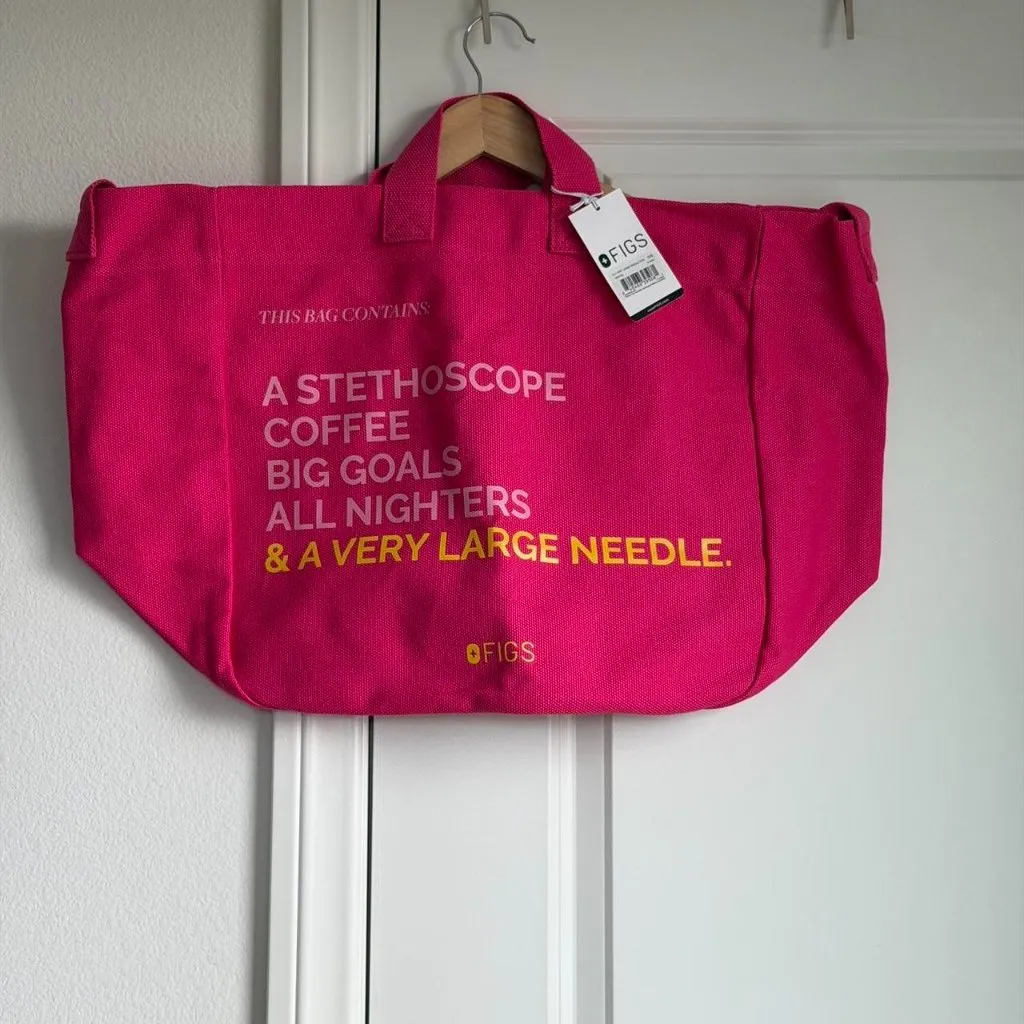 FIGS
THIS BAG CONTAINS:
A STETHOSCOPE
COFFEE
BIG GOALS
ALL NIGHTERS
& A VERY LARGE NEEDLE.
FIGS